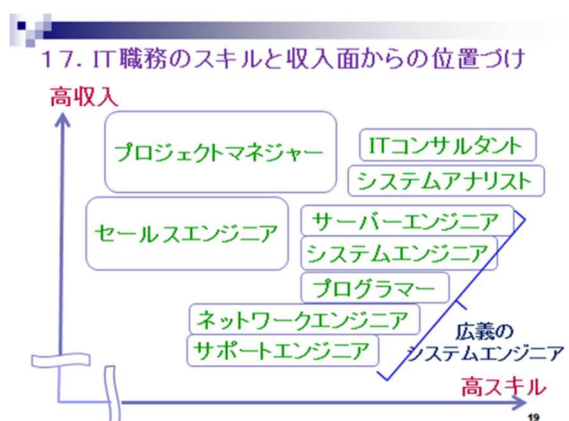 17. IT職務のスキルと収入面からの位置づけ
高収入
プロジェクトマネジャー
ITコンサルタント
システムアナリスト
セールスエンジニア
サーバーエンジニア
システムエンジニア
プログラマー
ネットワークエンジニア
サポートエンジニア
広義の
システムエンジニア
高スキル
19